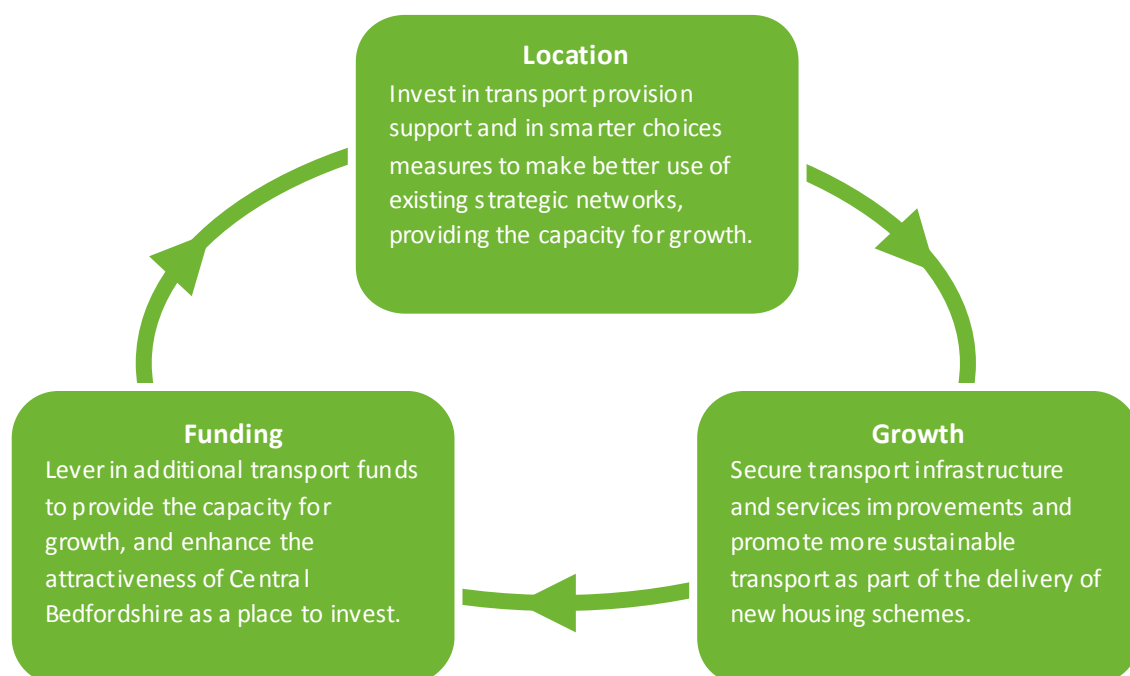 Location
Invest in transport provision
support and in smarter choices
measures to make better use of
existing strategic networks,
providing the capacity for growth.
Funding
Lever in additional transport funds
to provide the capacity for
growth, and enhance the
attractiveness of Central
Bedfordshire as a place to invest.
Growth
Secure transport infrastructure
and services improvements and
promote more sustainable
transport as part of the delivery of
new housing schemes.